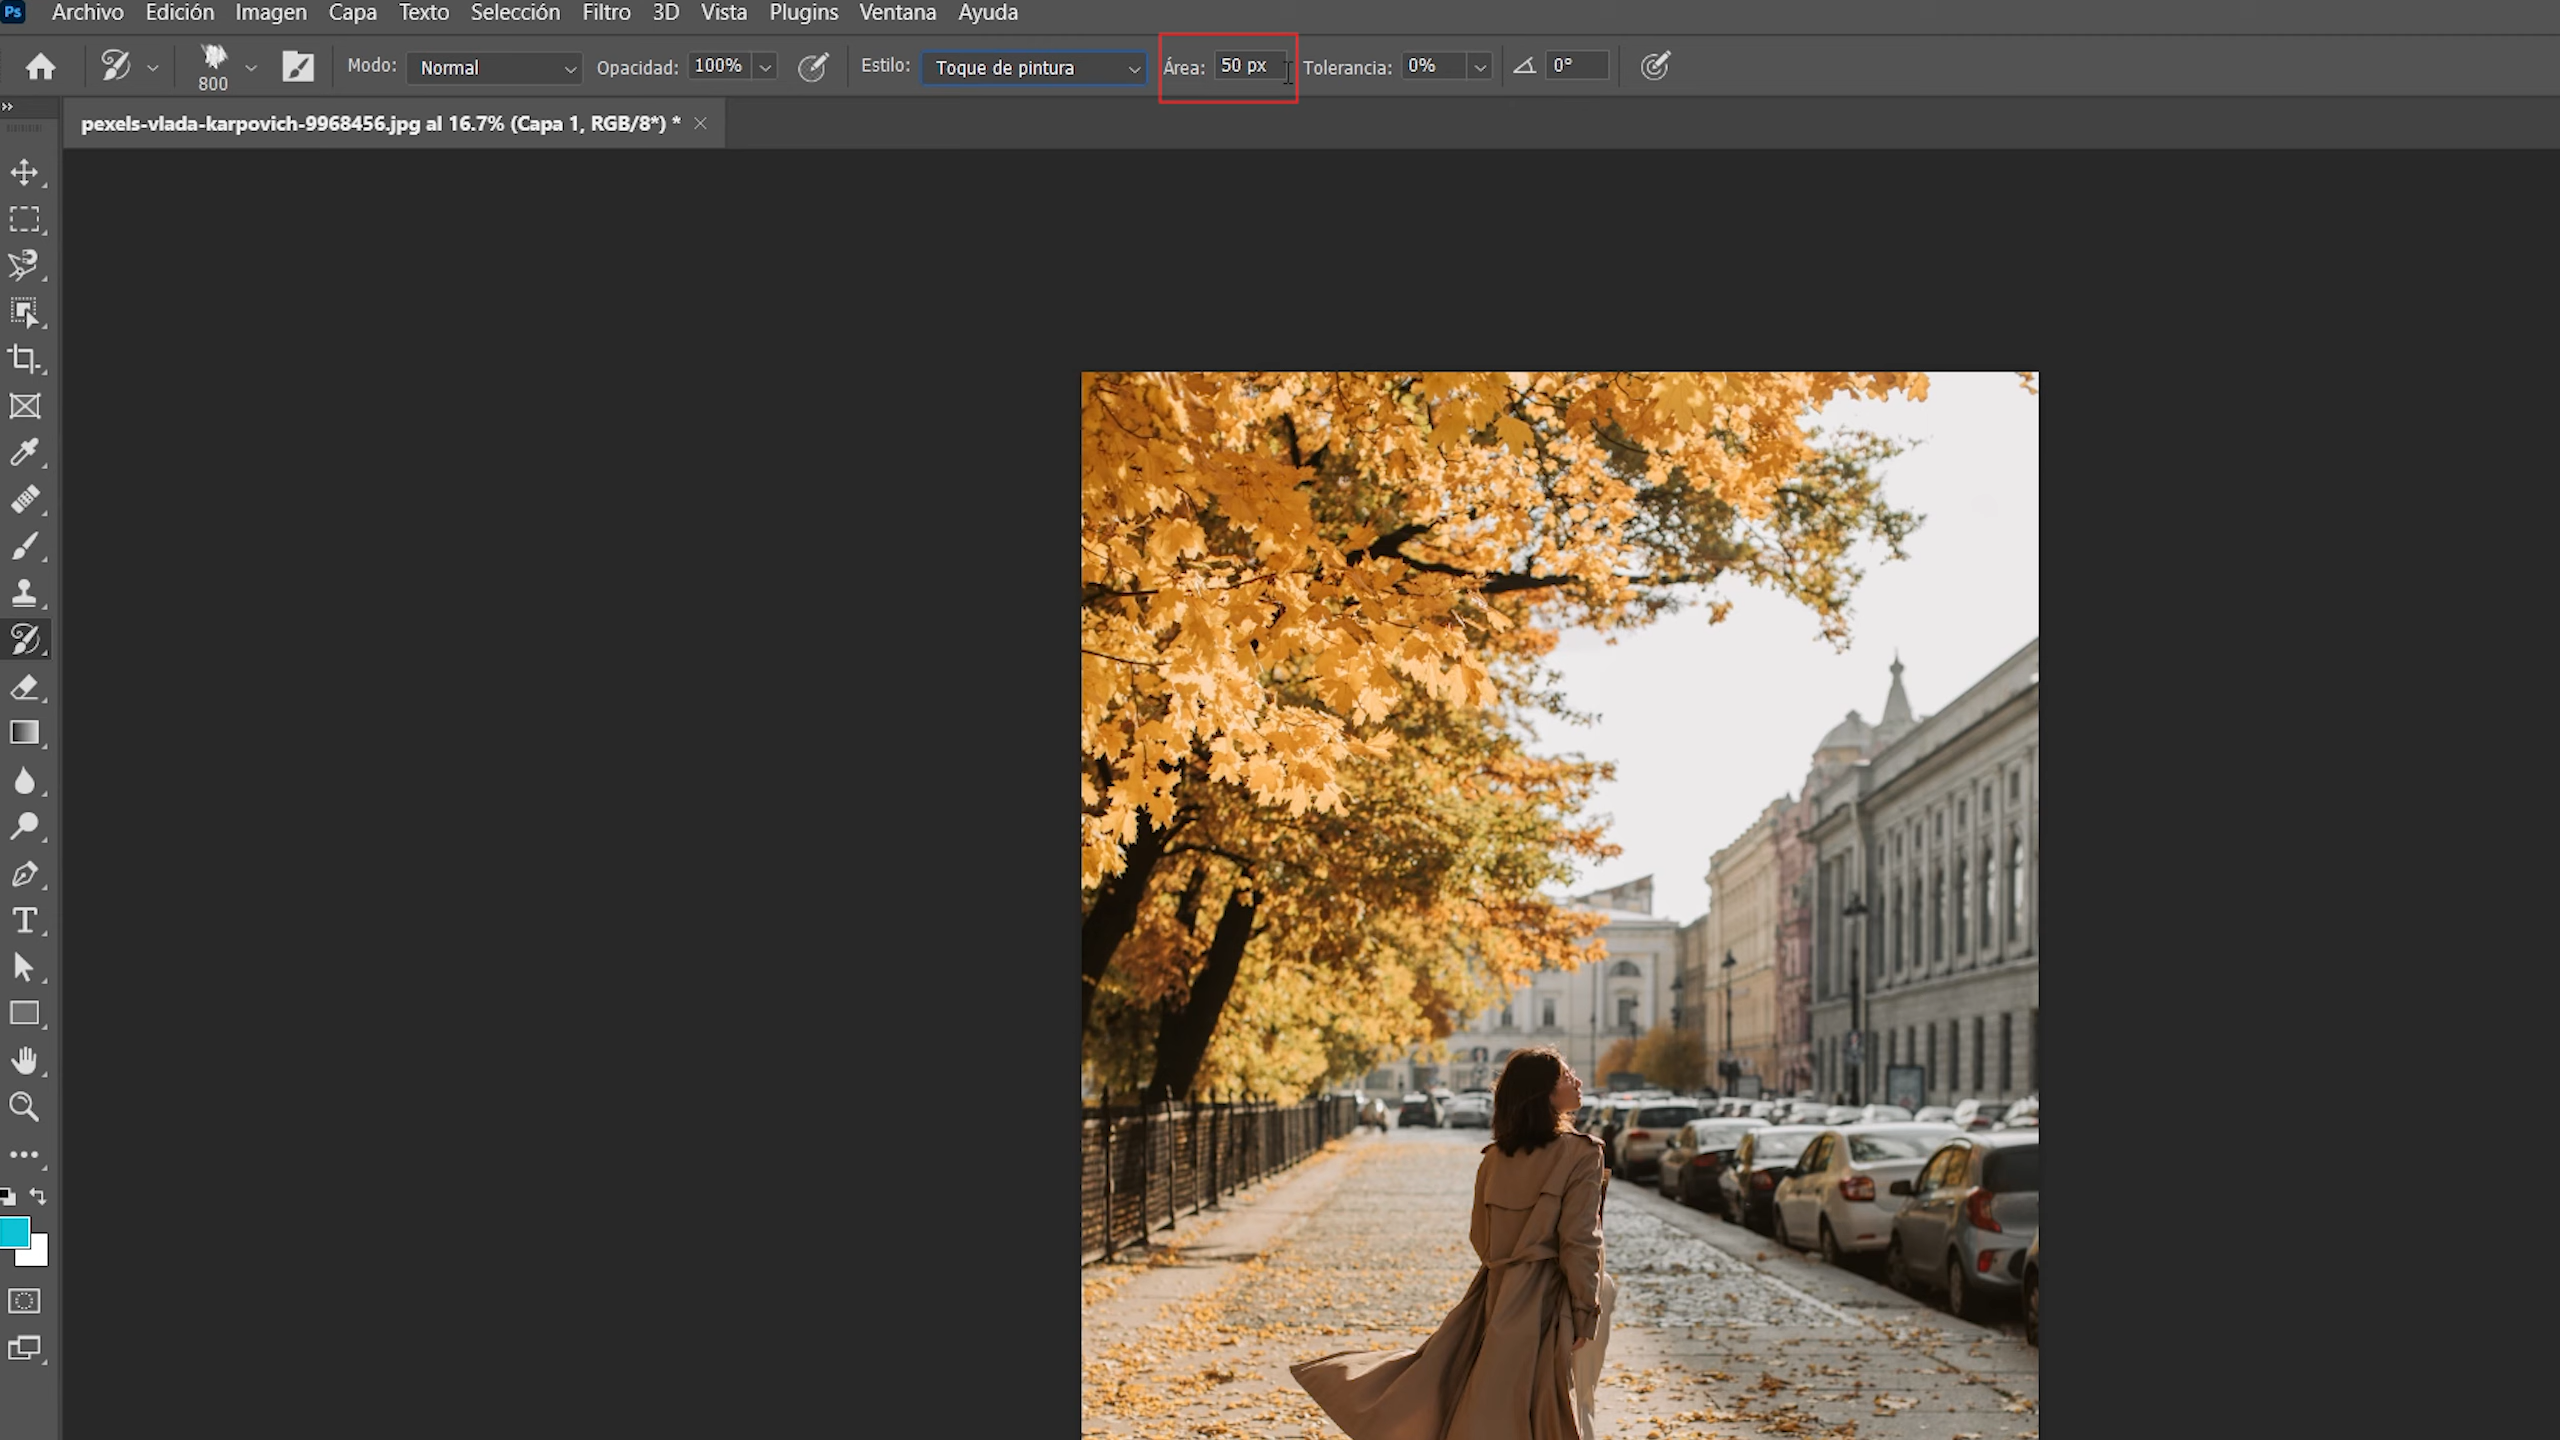 Ps Archivo Edición Imagen Capa Texto Selección Filtro 3D Vista Plugins Ventana Ayuda
800 Modo: Normal Opacidad: 100% Estilo: Toque de pintura Área: 50 px Tolerancia: 0% 0°
pexels-vlada-karpovich-9968456.jpg al 16.7% (Capa 1, RGB/8*) *